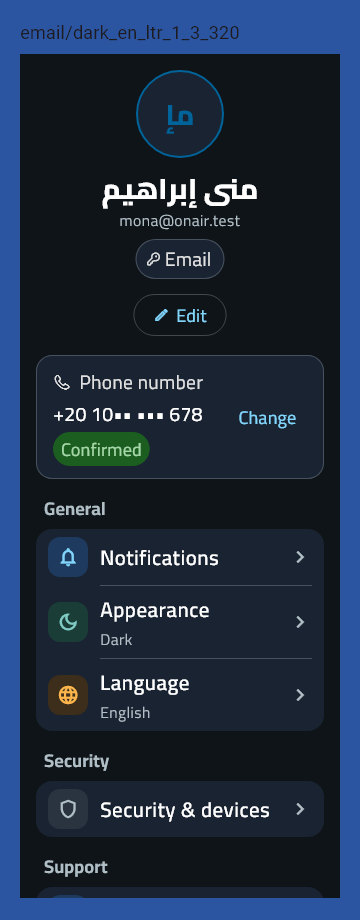 email/dark_en_ltr_1_3_320
مإ
منى إبراهيم
mona@onair.test
Email
Edit
Phone number
+20 10•• ••• 678
Change
Confirmed
General
Notifications
Appearance
Dark
Language
English
Security
Security & devices
Support